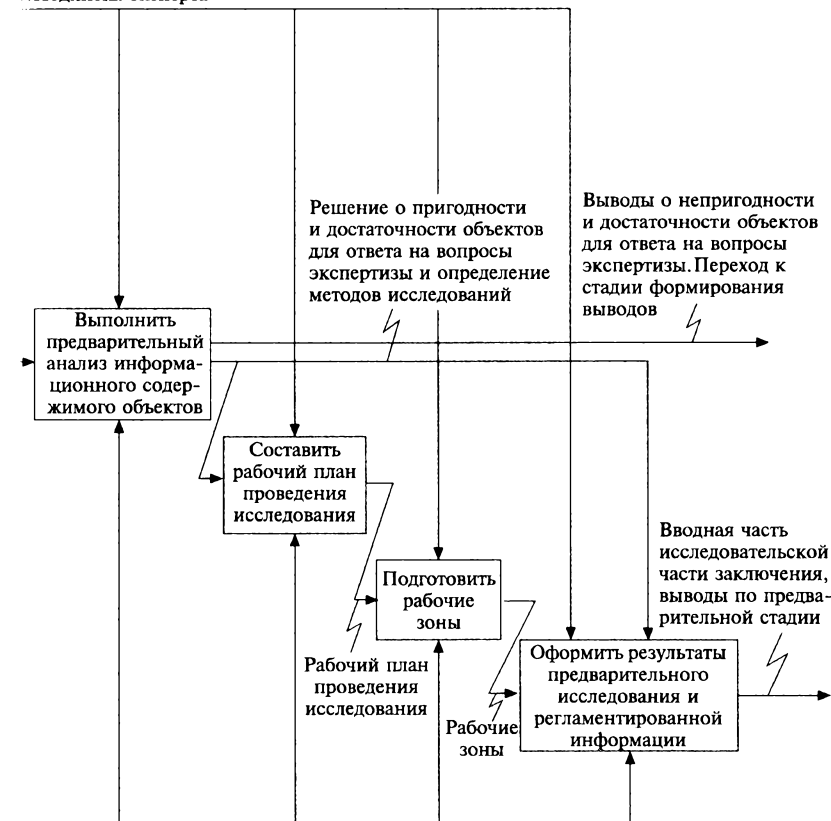 Решение о пригодности
и достаточности объектов
для ответа на вопросы
экспертизы и определение
методов исследований
Выводы о непригодности
и достаточности объектов
для ответа на вопросы
экспертизы. Переход к
стадии формирования
выводов
Выполнить
предварительный
анализ информа-
ционного содер-
жимого объектов
Составить
рабочий план
проведения
исследования
Вводная часть
исследовательской
части заключения,
выводы по предва-
рительной стадии
Подготовить
рабочие
зоны
Рабочий план
проведения
исследования
Оформить результаты
предварительного
исследования и
регламентированной
информации
Рабочие
зоны